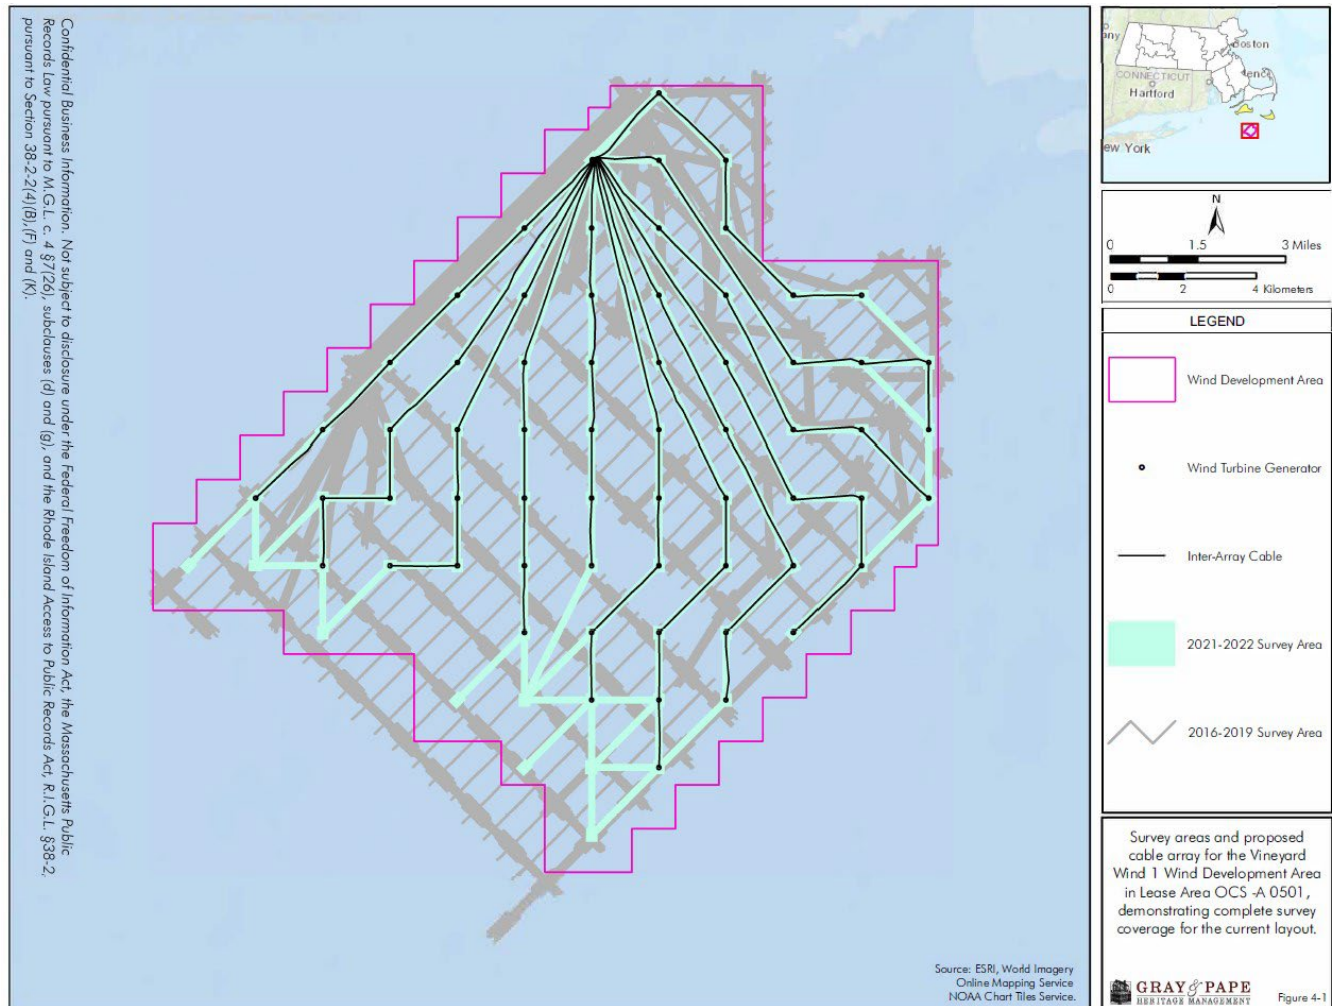 Confidential Business Information. Not subject to disclosure under the Federal Freedom of Information Act, the Massachusetts Public
Records Law pursuant to M.G.L. c. 4 §7(26), subclauses (d) and (g), and the Rhode Island Access to Public Records Act, R.I.G.L. §38-2,
pursuant to Section 38-2-2(4)(B),(F) and (K).
Source: ESRI, World Imagery
Online Mapping Service
NOAA Chart Tiles Service.
Boston
CONNECTICUT
Hartford
ew York
N
0 1.5 3 Miles
0 2 4 Kilometers
LEGEND
Wind Development Area
Wind Turbine Generator
Inter-Array Cable
2021-2022 Survey Area
2016-2019 Survey Area
Survey areas and proposed
cable array for the Vineyard
Wind 1 Wind Development Area
in Lease Area OCS -A 0501,
demonstrating complete survey
coverage for the current layout.
GRAY & PAPE
HERITAGE MANAGEMENT
Figure 4-1